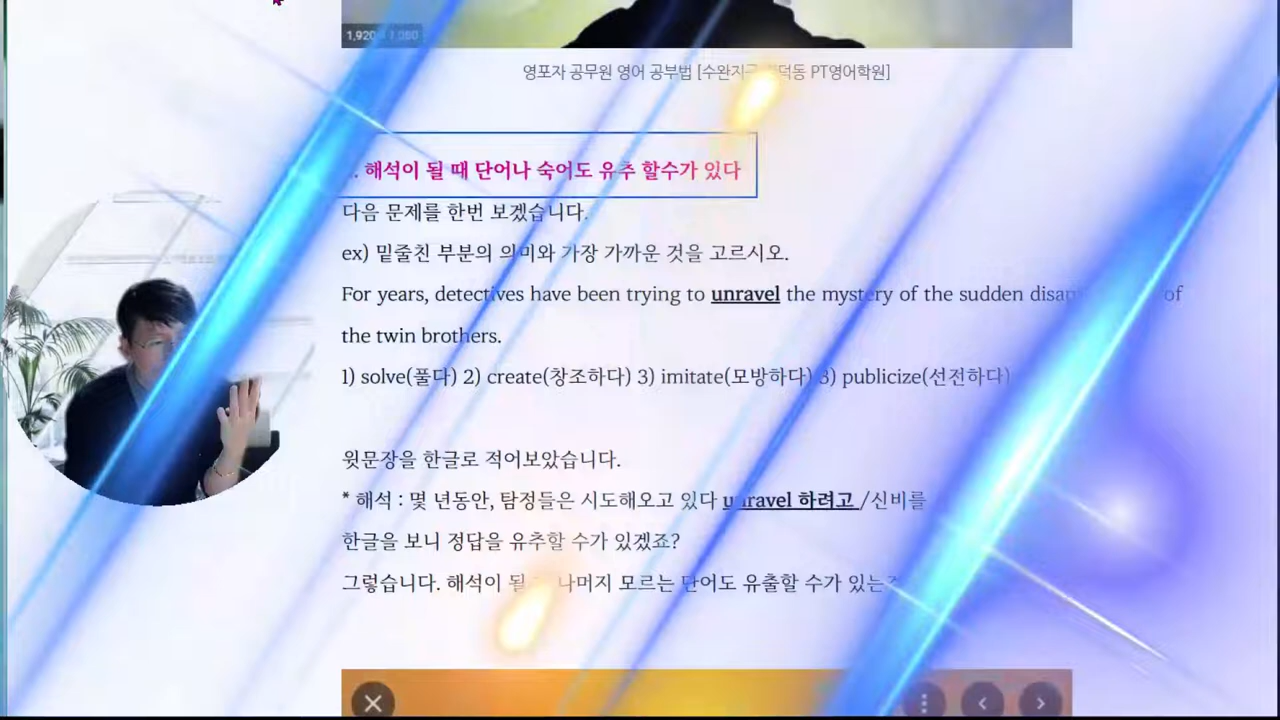 영포자 공무원 영어 공부법 [수완지구 덕동 PT영어학원]
. 해석이 될 때 단어나 숙어도 유추 할수가 있다
다음 문제를 한번 보겠습니다.
ex) 밑줄친 부분의 의미와 가장 가까운 것을 고르시오.
For years, detectives have been trying to unravel the mystery of the sudden of
the twin brothers.
1) solve(풀다) 2) create(창조하다) 3) imitate(모방하다) 3) publicize(선전하다)
윗문장을 한글로 적어보았습니다.
* 해석 : 몇 년동안, 탐정들은 시도해오고 있다 unravel 하려고 /신비를
한글을 보니 정답을 유추할 수가 있겠죠?
그렇습니다. 해석이 될 나머지 모르는 단어도 유출할 수가 있는